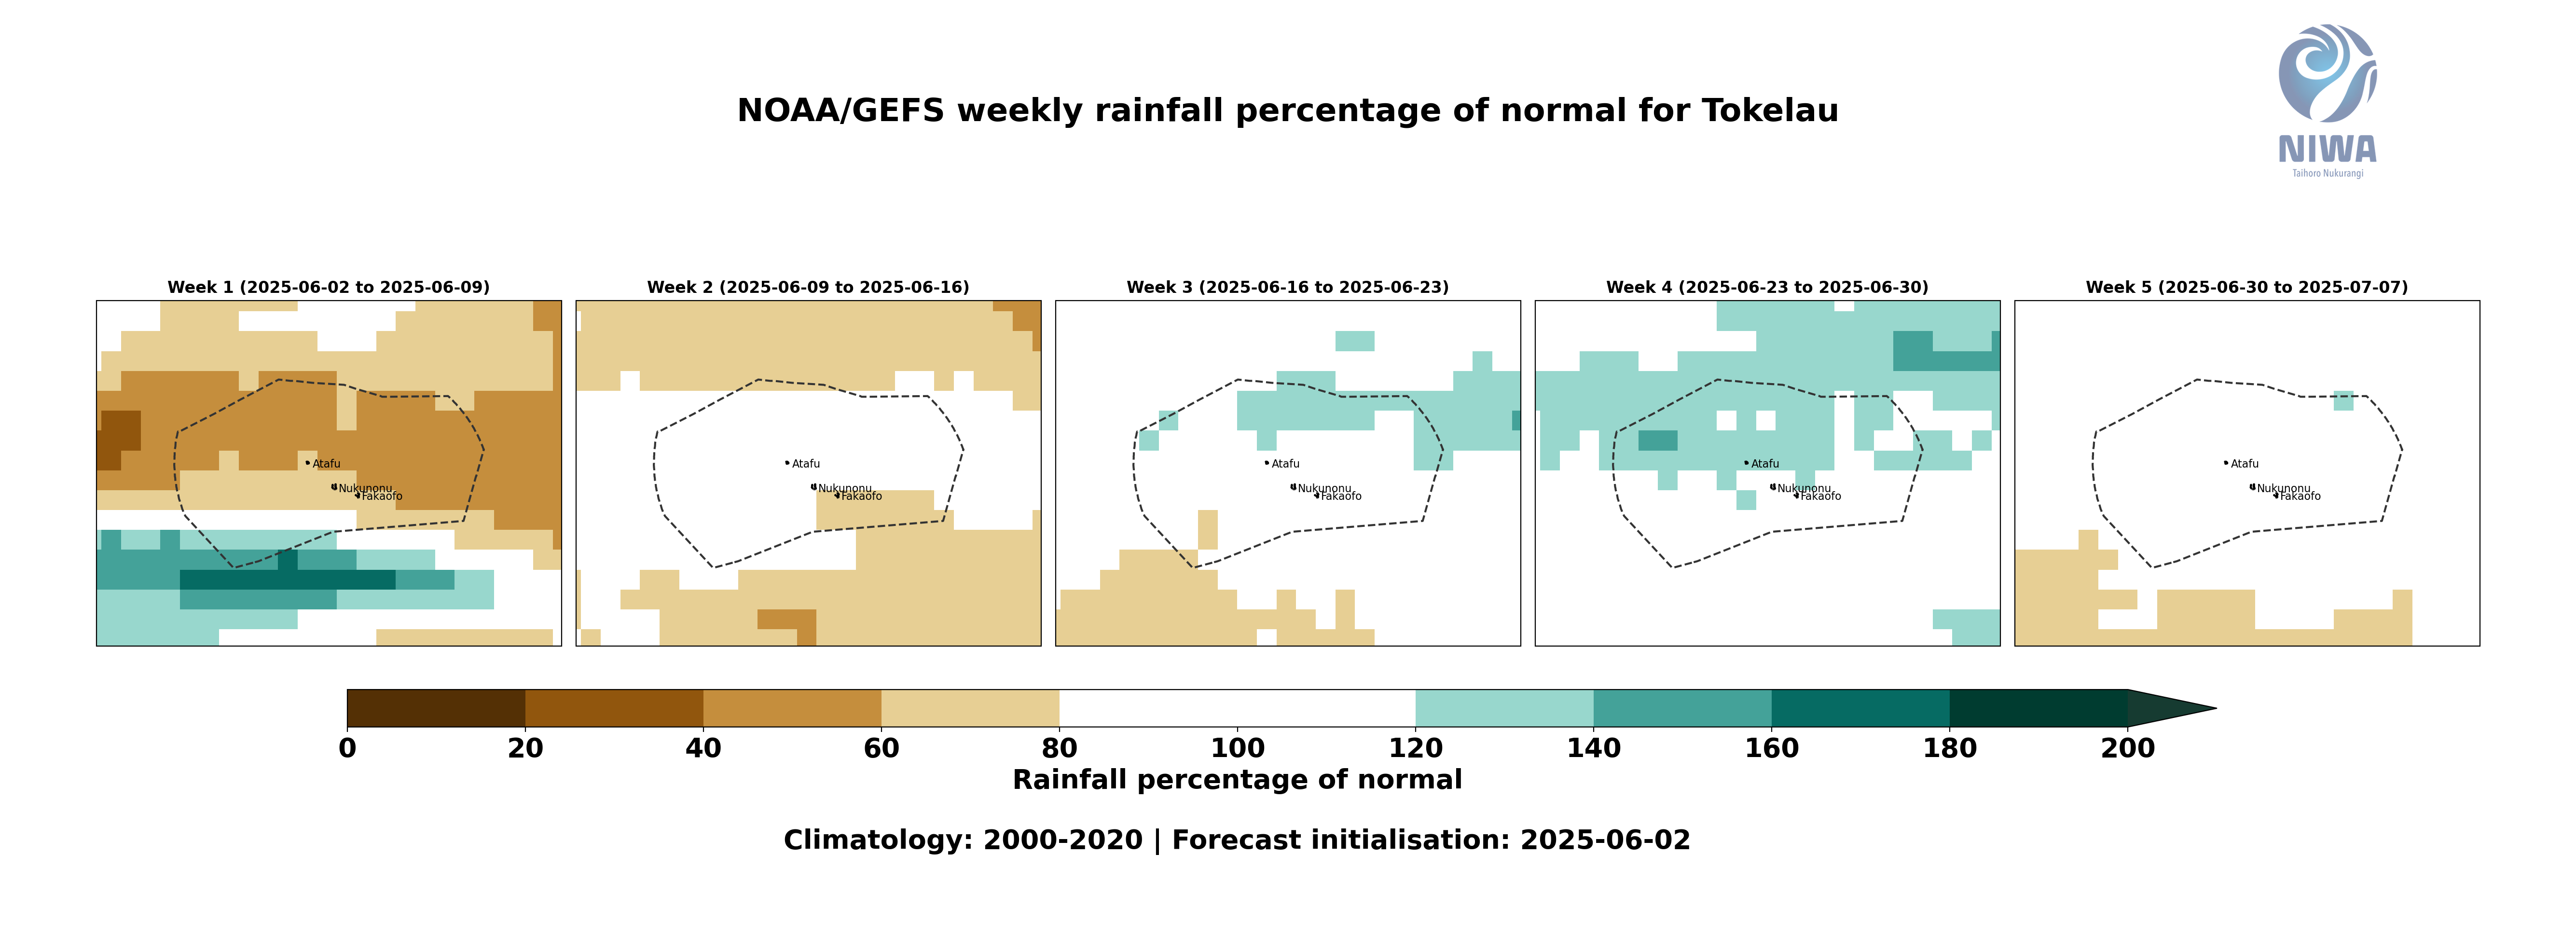 NOAA/GEFS weekly rainfall percentage of normal for Tokelau
NIWA
Taihoro Nukurangi
Week 1 (2025-06-02 to 2025-06-09)
Week 2 (2025-06-09 to 2025-06-16)
Week 3 (2025-06-16 to 2025-06-23)
Week 4 (2025-06-23 to 2025-06-30)
Week 5 (2025-06-30 to 2025-07-07)
Atafu
Nukunonu
Fakaofo
Atafu
Nukunonu
Fakaofo
Atafu
Nukunonu
Fakaofo
Atafu
Nukunonu
Fakaofo
Atafu
Nukunonu
Fakaofo
0 20 40 60 80 100 120 140 160 180 200
Rainfall percentage of normal
Climatology: 2000-2020 | Forecast initialisation: 2025-06-02